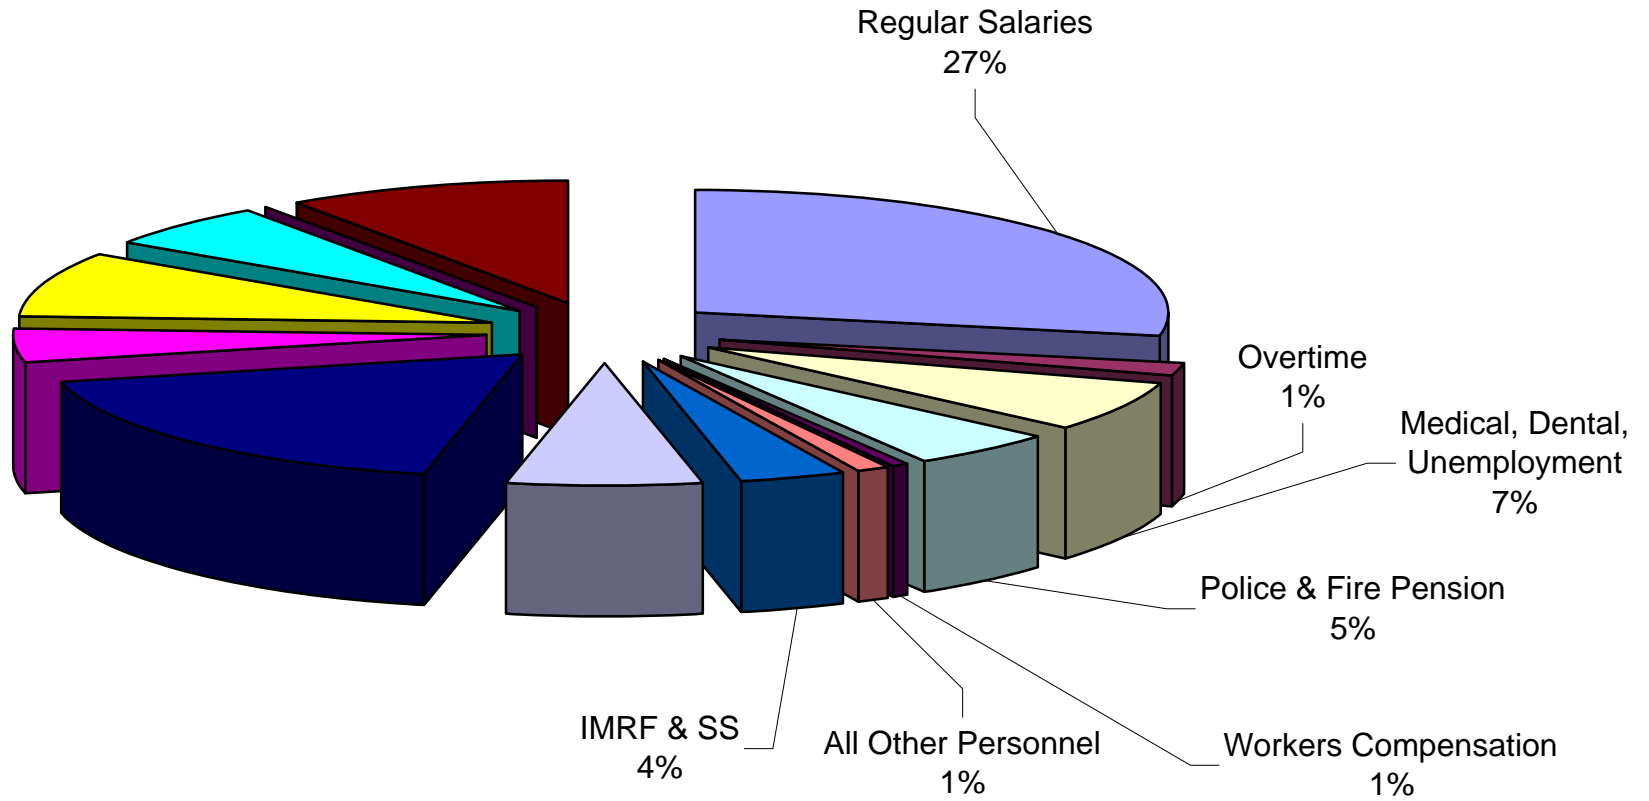 Regular Salaries
27%
Overtime
1%
Medical, Dental,
Unemployment
7%
Police & Fire Pension
5%
Workers Compensation
1%
All Other Personnel
1%
IMRF & SS
4%